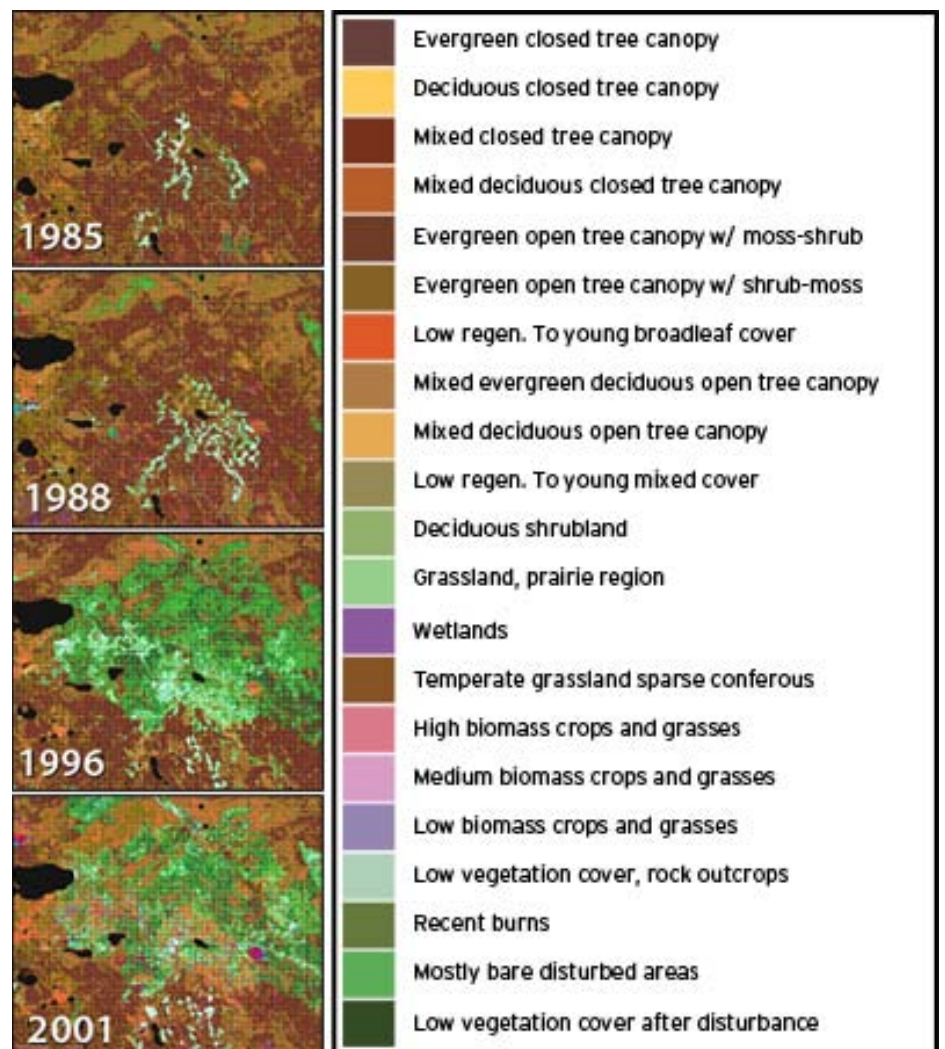 1985
1988
1996
2001
Evergreen closed tree canopy
Deciduous closed tree canopy
Mixed closed tree canopy
Mixed deciduous closed tree canopy
Evergreen open tree canopy w/ moss-shrub
Evergreen open tree canopy w/ shrub-moss
Low regen. To young broadleaf cover
Mixed evergreen deciduous open tree canopy
Mixed deciduous open tree canopy
Low regen. To young mixed cover
Deciduous shrubland
Grassland, prairie region
Wetlands
Temperate grassland sparse conferous
High biomass crops and grasses
Medium biomass crops and grasses
Low biomass crops and grasses
Low vegetation cover, rock outcrops
Recent burns
Mostly bare disturbed areas
Low vegetation cover after disturbance